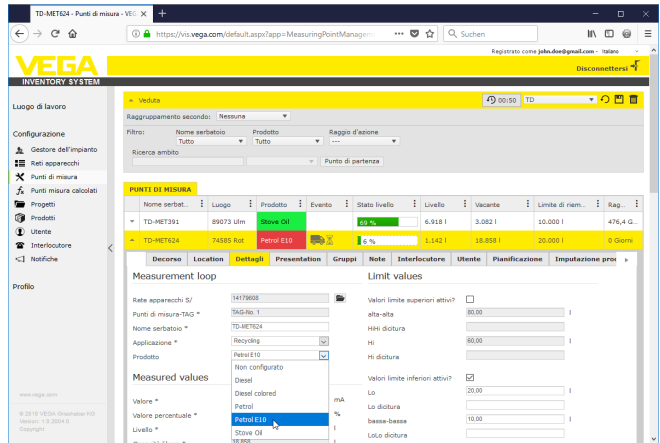 TD-MET624 - Punti di misura - VEG
https://vis.vega.com/default.aspx?app=MeasuringPointManagem
Suchen
Registrato come john.doe@gmail.com - Italano
Disconnettersi
VEGA
INVENTORY SYSTEM
Luogo di lavoro
Configurazione
Gestore dell'impianto
Reti apparecchi
Punti di misura
Punti misura calcolati
Progetti
Prodotti
Utente
Interlocutore
Notifiche
Profilo
www.vega.com
Copyright
Veduta
00:50
TD
Raggruppamento secondo: Nessuna
Filtro: Nome serbatoio Prodotto Raggio d'azione
Tutto Tutto ---
Ricerca ambito
Punto di partenza
PUNTI DI MISURA
Nome serbat... Luogo Prodotto Evento Stato livello Livello Vacante Limite di riem... Rag...
TD-MET391 89073 Ulm Stove Oil 69 % 6.918 l 3.082 l 10.000 l 476,4 G...
TD-MET624 74585 Rot Petrol E10 6 % 1.142 l 18.858 l 20.000 l 0 Giorni
Decorso Location Dettagli Presentation Gruppi Note Interlocutore Utente Pianificazione Imputazione pro
Measurement loop
Rete apparecchi S/ 14179608
Punti di misura-TAG * TAG-No. 1
Nome serbatoio * TD-MET624
Applicazione * Recycling
Prodotto Petrol E10
Non configurato
Diesel
Diesel colored
Petrol
Petrol E10
Stove Oil
Measured values
Valore * mA
Valore percentuale * %
Livello * l
18.858
Limit values
Valori limite superiori attivi?
alta-alta 80,00 l
HiHi dicitura
Hi 60,00 l
Hi dicitura
Valori limite inferiori attivi?
Lo 20,00 l
Lo dicitura
bassa-bassa 10,00 l
LoLo dicitura